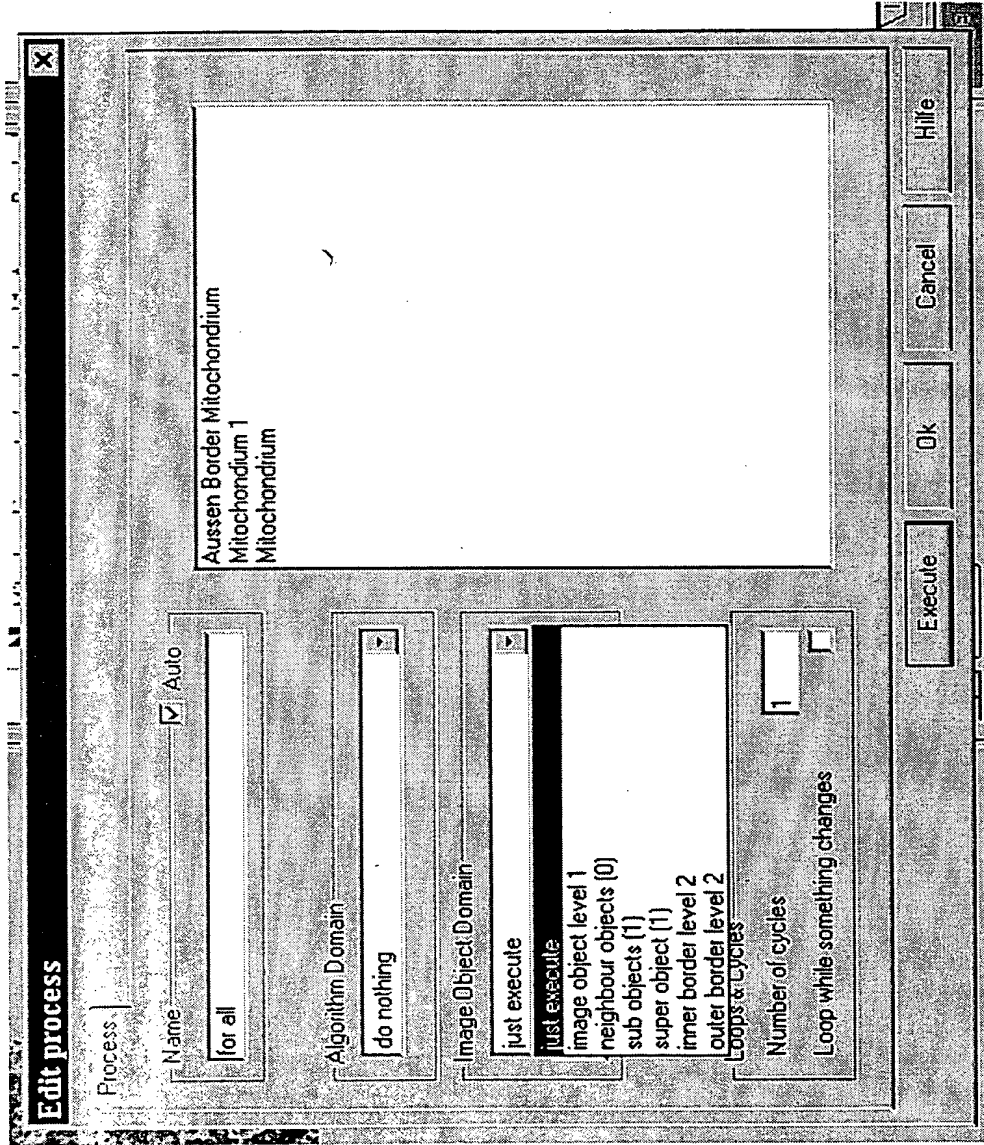 Edit process
Process
Name
Auto
for all
Algorithm Domain
do nothing
Image Object Domain
just execute
just execute
image object level 1
neighbour objects (0)
sub objects (1)
super object (1)
inner border level 2
outer border level 2
Loops & Cycles
Number of cycles
1
Loop while something changes
Aussen Border Mitochondrium
Mitochondium 1
Mitochondrium
Execute
Ok
Cancel
Hilfe